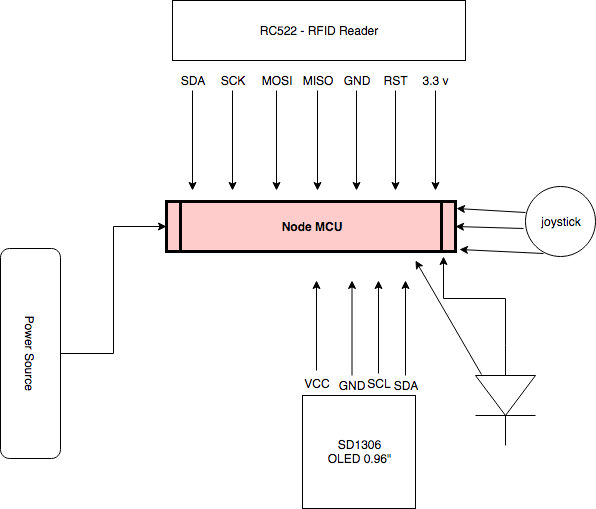 RC522 - RFID Reader
SDA SCK MOSI MISO GND RST 3.3 v
Node MCU
joystick
Power Source
VCC GND SCL SDA
SD1306
OLED 0.96"